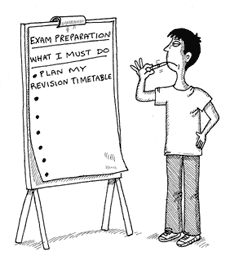 EXAM PREPARATION
WHAT I MUST DO
• PLAN MY
REVISION TIMETABLE
•
•
•
•
•